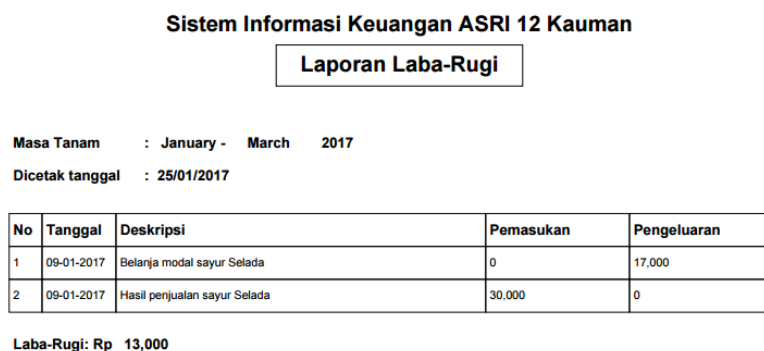 Sistem Informasi Keuangan ASRI 12 Kauman
Laporan Laba-Rugi
Masa Tanam : January - March 2017
Dicetak tanggal : 25/01/2017
No Tanggal Deskripsi Pemasukan Pengeluaran
1 09-01-2017 Belanja modal sayur Selada 0 17,000
2 09-01-2017 Hasil penjualan sayur Selada 30,000 0
Laba-Rugi: Rp 13,000